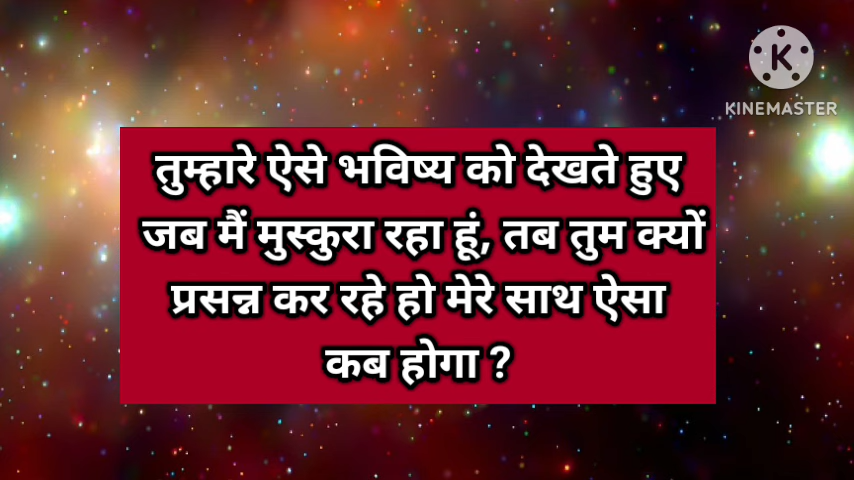 KINEMASTER
तुम्हारे ऐसे भविष्य को देखते हुए
जब मैं मुस्कुरा रहा हूं, तब तुम क्यों
प्रसन्न कर रहे हो मेरे साथ ऐसा
कब होगा ?